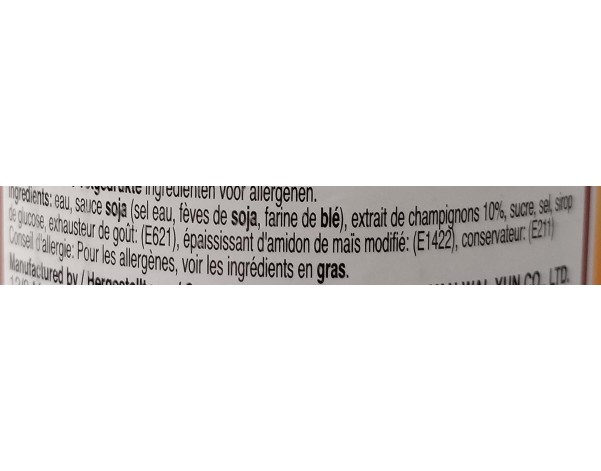 ingrediënten voor allergenen.
Ingrédients: eau, sauce soja (sel eau, fèves de soja, farine de blé), extrait de champignons 10%, sucre, sel, sirop
de glucose, exhausteur de goût: (E621), épaississant d'amidon de maïs modifié: (E1422), conservateur: (E211)
Conseil d'allergie: Pour les allergènes, voir les ingrédients en gras.
Manufactured by / CO., LTD.